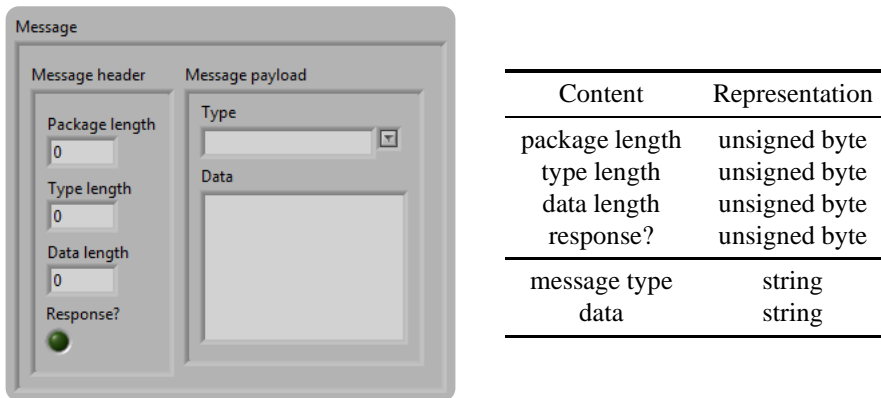 Message
Message header
Package length
0
Type length
0
Data length
0
Response?
Message payload
Type
Data
Content Representation
package length unsigned byte
type length unsigned byte
data length unsigned byte
response? unsigned byte
message type string
data string